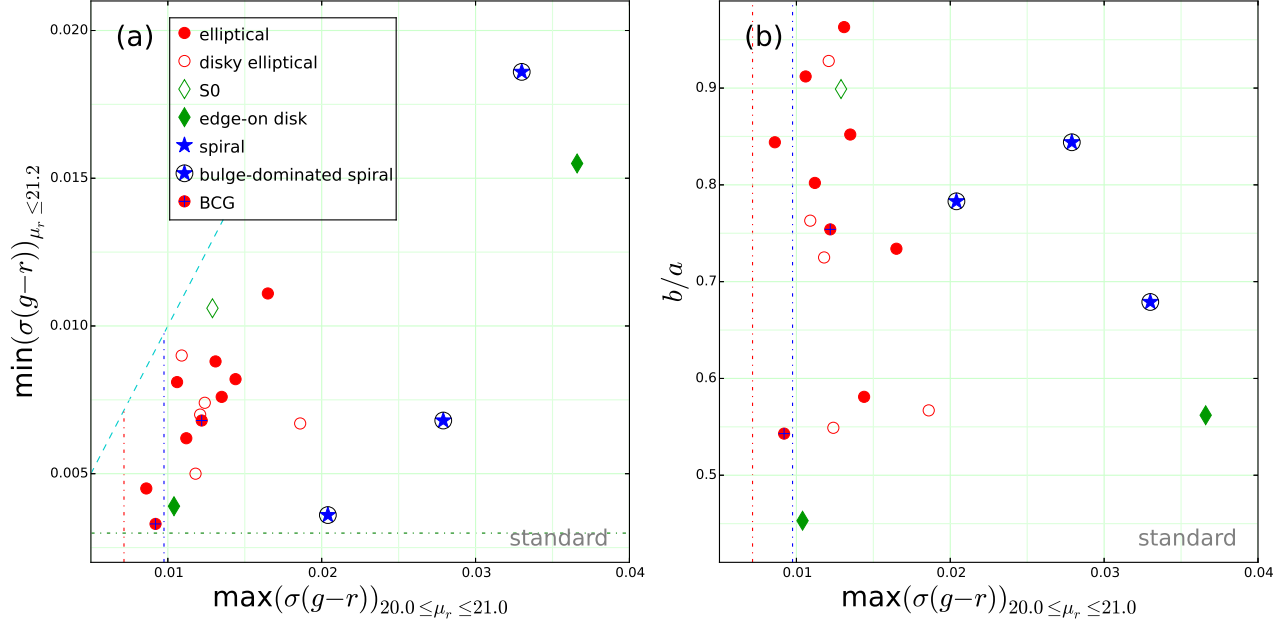 (a)
elliptical
disky elliptical
S0
edge-on disk
spiral
bulge-dominated spiral
BCG
standard
0.020
0.015
0.010
0.005
min(σ(g−r))μr ≤21.2
0.01 0.02 0.03 0.04
max(σ(g−r))20.0≤μr≤21.0
(b)
standard
0.9
0.8
0.7
0.6
0.5
b/a
0.01 0.02 0.03 0.04
max(σ(g−r))20.0≤μr≤21.0